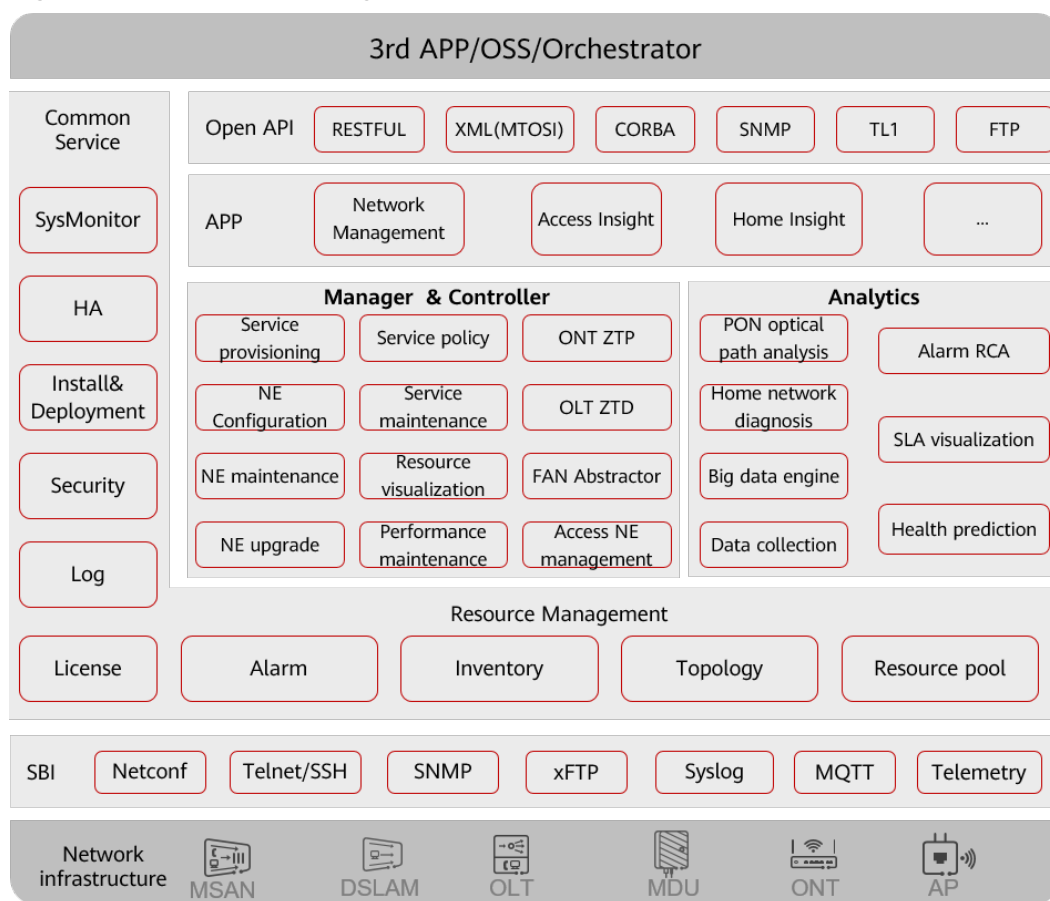 3rd APP/OSS/Orchestrator
Common
Service
SysMonitor
HA
Install&
Deployment
Security
Log
License
Open API
RESTFUL
XML(MTOSI)
CORBA
SNMP
TL1
FTP
APP
Network
Management
Access Insight
Home Insight
...
Manager & Controller
Service
provisioning
Service policy
ONT ZTP
NE
Configuration
Service
maintenance
OLT ZTD
NE maintenance
Resource
visualization
FAN Abstractor
NE upgrade
Performance
maintenance
Access NE
management
Analytics
PON optical
path analysis
Alarm RCA
Home network
diagnosis
SLA visualization
Big data engine
Health prediction
Data collection
Resource Management
Alarm
Inventory
Topology
Resource pool
SBI
Netconf
Telnet/SSH
SNMP
xFTP
Syslog
MQTT
Telemetry
Network
infrastructure
MSAN
DSLAM
OLT
MDU
ONT
AP